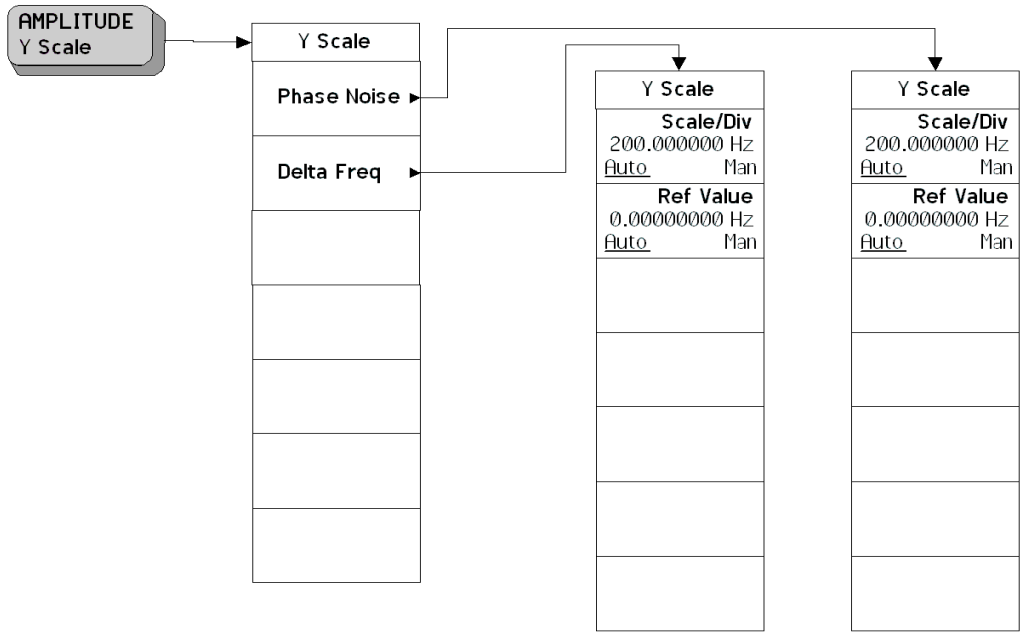 AMPLITUDE
Y Scale
Y Scale
Phase Noise
Delta Freq
Y Scale
Scale/Div
200.000000 Hz
Auto Man
Ref Value
0.00000000 Hz
Auto Man
Y Scale
Scale/Div
200.000000 Hz
Auto Man
Ref Value
0.00000000 Hz
Auto Man